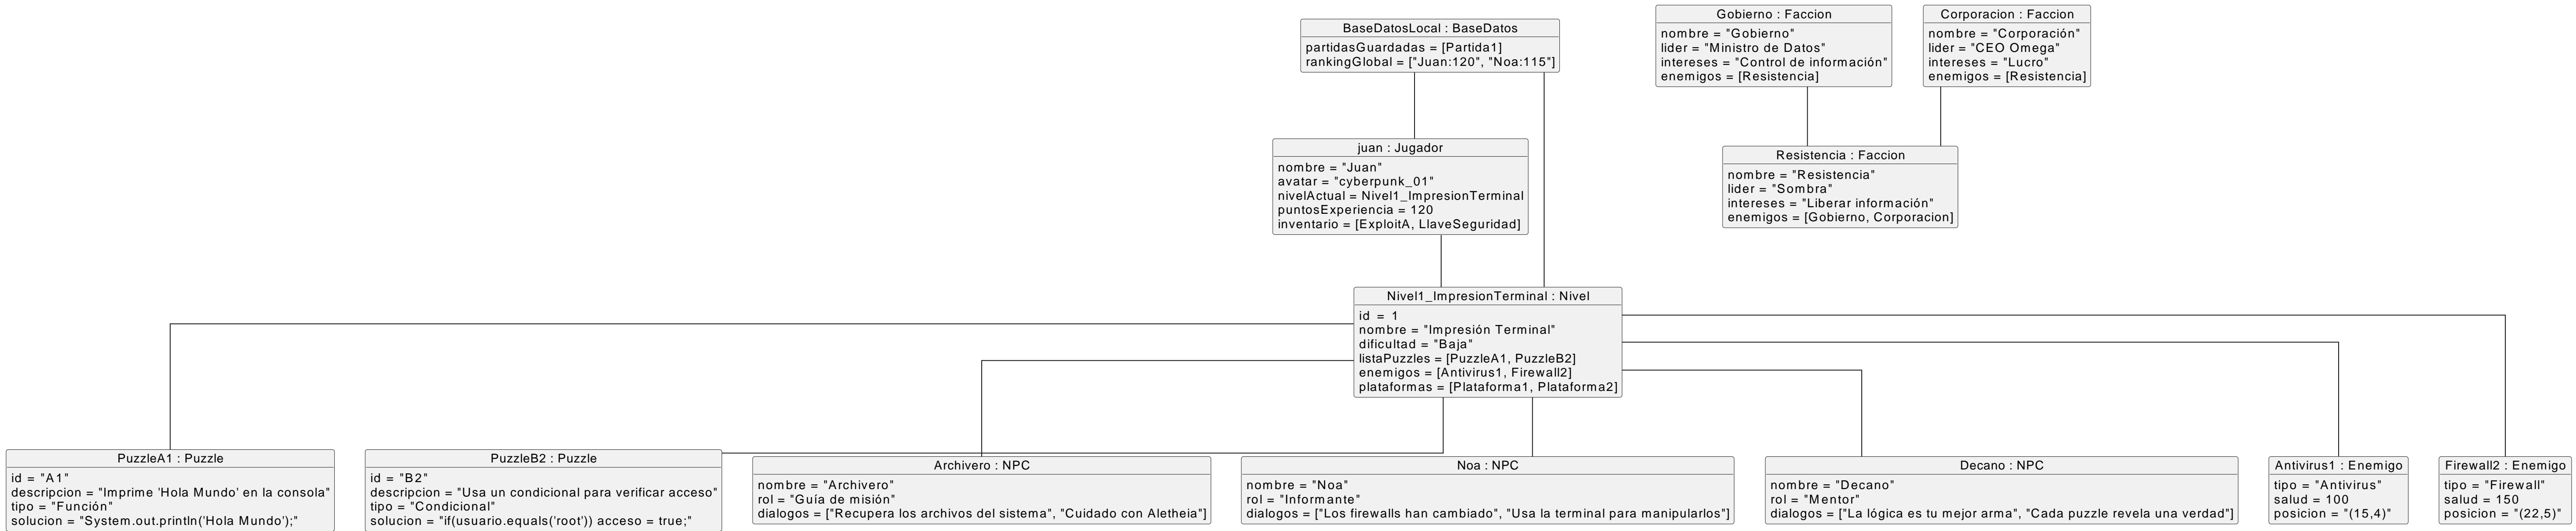 BaseDatosLocal : BaseDatos
partidasGuardadas = [Partida1]
rankingGlobal = ["Juan:120", "Noa:115"]
Gobierno : Faccion
nombre = "Gobierno"
lider = "Ministro de Datos"
intereses = "Control de información"
enemigos = [Resistencia]
Corporacion : Faccion
nombre = "Corporación"
lider = "CEO Omega"
intereses = "Lucro"
enemigos = [Resistencia]
juan : Jugador
nombre = "Juan"
avatar = "cyberpunk_01"
nivelActual = Nivel1_ImpresionTerminal
puntosExperiencia = 120
inventario = [ExploitA, LlaveSeguridad]
Resistencia : Faccion
nombre = "Resistencia"
lider = "Sombra"
intereses = "Liberar información"
enemigos = [Gobierno, Corporacion]
Nivel1_ImpresionTerminal : Nivel
id = 1
nombre = "Impresión Terminal"
dificultad = "Baja"
listaPuzzles = [PuzzleA1, PuzzleB2]
enemigos = [Antivirus1, Firewall2]
plataformas = [Plataforma1, Plataforma2]
PuzzleA1 : Puzzle
id = "A1"
descripcion = "Imprime 'Hola Mundo' en la consola"
tipo = "Función"
solucion = "System.out.println('Hola Mundo');"
PuzzleB2 : Puzzle
id = "B2"
descripcion = "Usa un condicional para verificar acceso"
tipo = "Condicional"
solucion = "if(usuario.equals('root')) acceso = true;"
Archivero : NPC
nombre = "Archivero"
rol = "Guía de misión"
dialogos = ["Recupera los archivos del sistema", "Cuidado con Aletheia"]
Noa : NPC
nombre = "Noa"
rol = "Informante"
dialogos = ["Los firewalls han cambiado", "Usa la terminal para manipularlos"]
Decano : NPC
nombre = "Decano"
rol = "Mentor"
dialogos = ["La lógica es tu mejor arma", "Cada puzzle revela una verdad"]
Antivirus1 : Enemigo
tipo = "Antivirus"
salud = 100
posicion = "(15,4)"
Firewall2 : Enemigo
tipo = "Firewall"
salud = 150
posicion = "(22,5)"